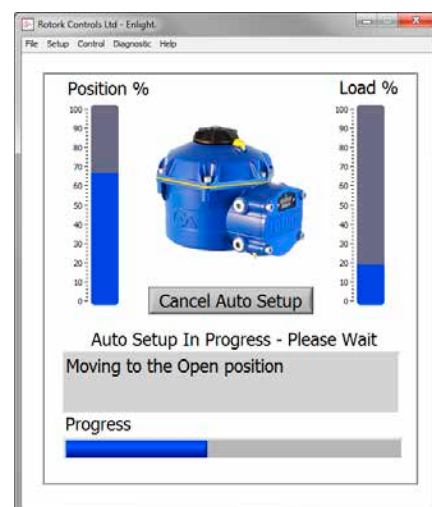 Rotork Controls Ltd - Enlight.
File Setup Control Diagnostic Help
Position % Load %
100 100
90 90
80 80
70 70
60 60
50 50
40 40
30 30
20 20
10 10
0 0
Cancel Auto Setup
Auto Setup In Progress - Please Wait
Moving to the Open position
Progress